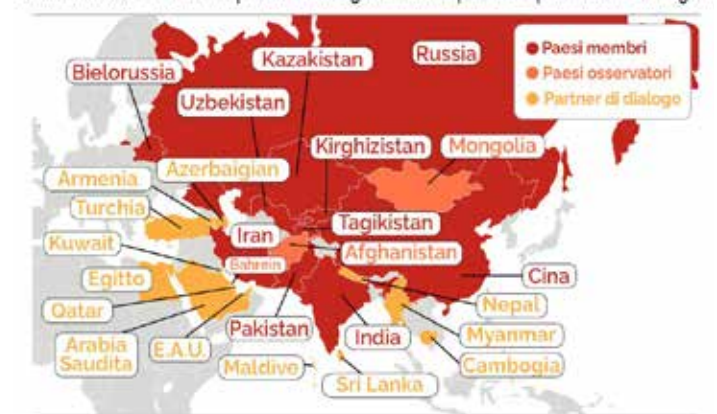 Paesi membri
Paesi osservatori
Partner di dialogo
Russia
Kazakistan
Bielorussia
Uzbekistan
Kirghizistan
Mongolia
Azerbaigian
Armenia
Turchia
Tagikistan
Iran
Kuwait
Afghanistan
Bahrein
Egitto
Cina
Nepal
Qatar
Pakistan
India
Myanmar
Arabia
Saudita
E.A.U.
Maldive
Cambogia
Sri Lanka